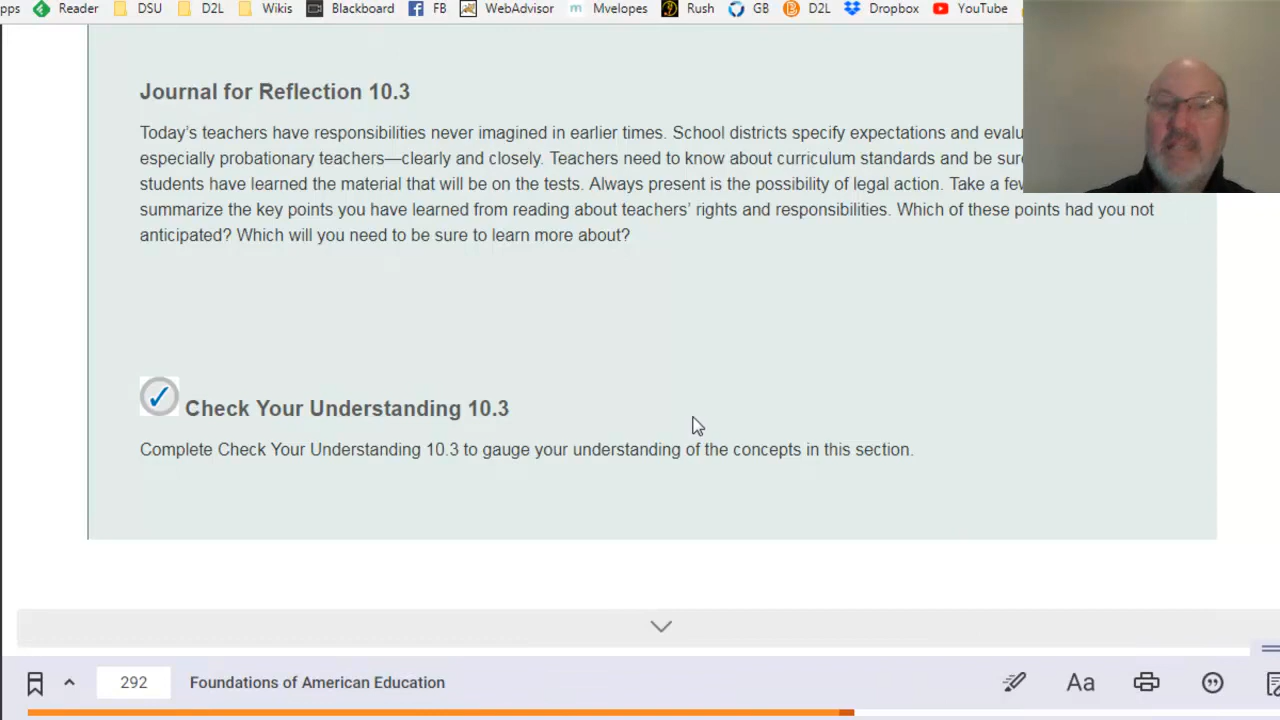 pps Reader DSU D2L Wikis Blackboard FB WebAdvisor Mvelopes Rush GB D2L Dropbox YouTube
Journal for Reflection 10.3
Today's teachers have responsibilities never imagined in earlier times. School districts specify expectations and evalu
especially probationary teachers—clearly and closely. Teachers need to know about curriculum standards and be sure
students have learned the material that will be on the tests. Always present is the possibility of legal action. Take a few
summarize the key points you have learned from reading about teachers' rights and responsibilities. Which of these points had you not
anticipated? Which will you need to be sure to learn more about?
Check Your Understanding 10.3
Complete Check Your Understanding 10.3 to gauge your understanding of the concepts in this section.
292 Foundations of American Education Aa